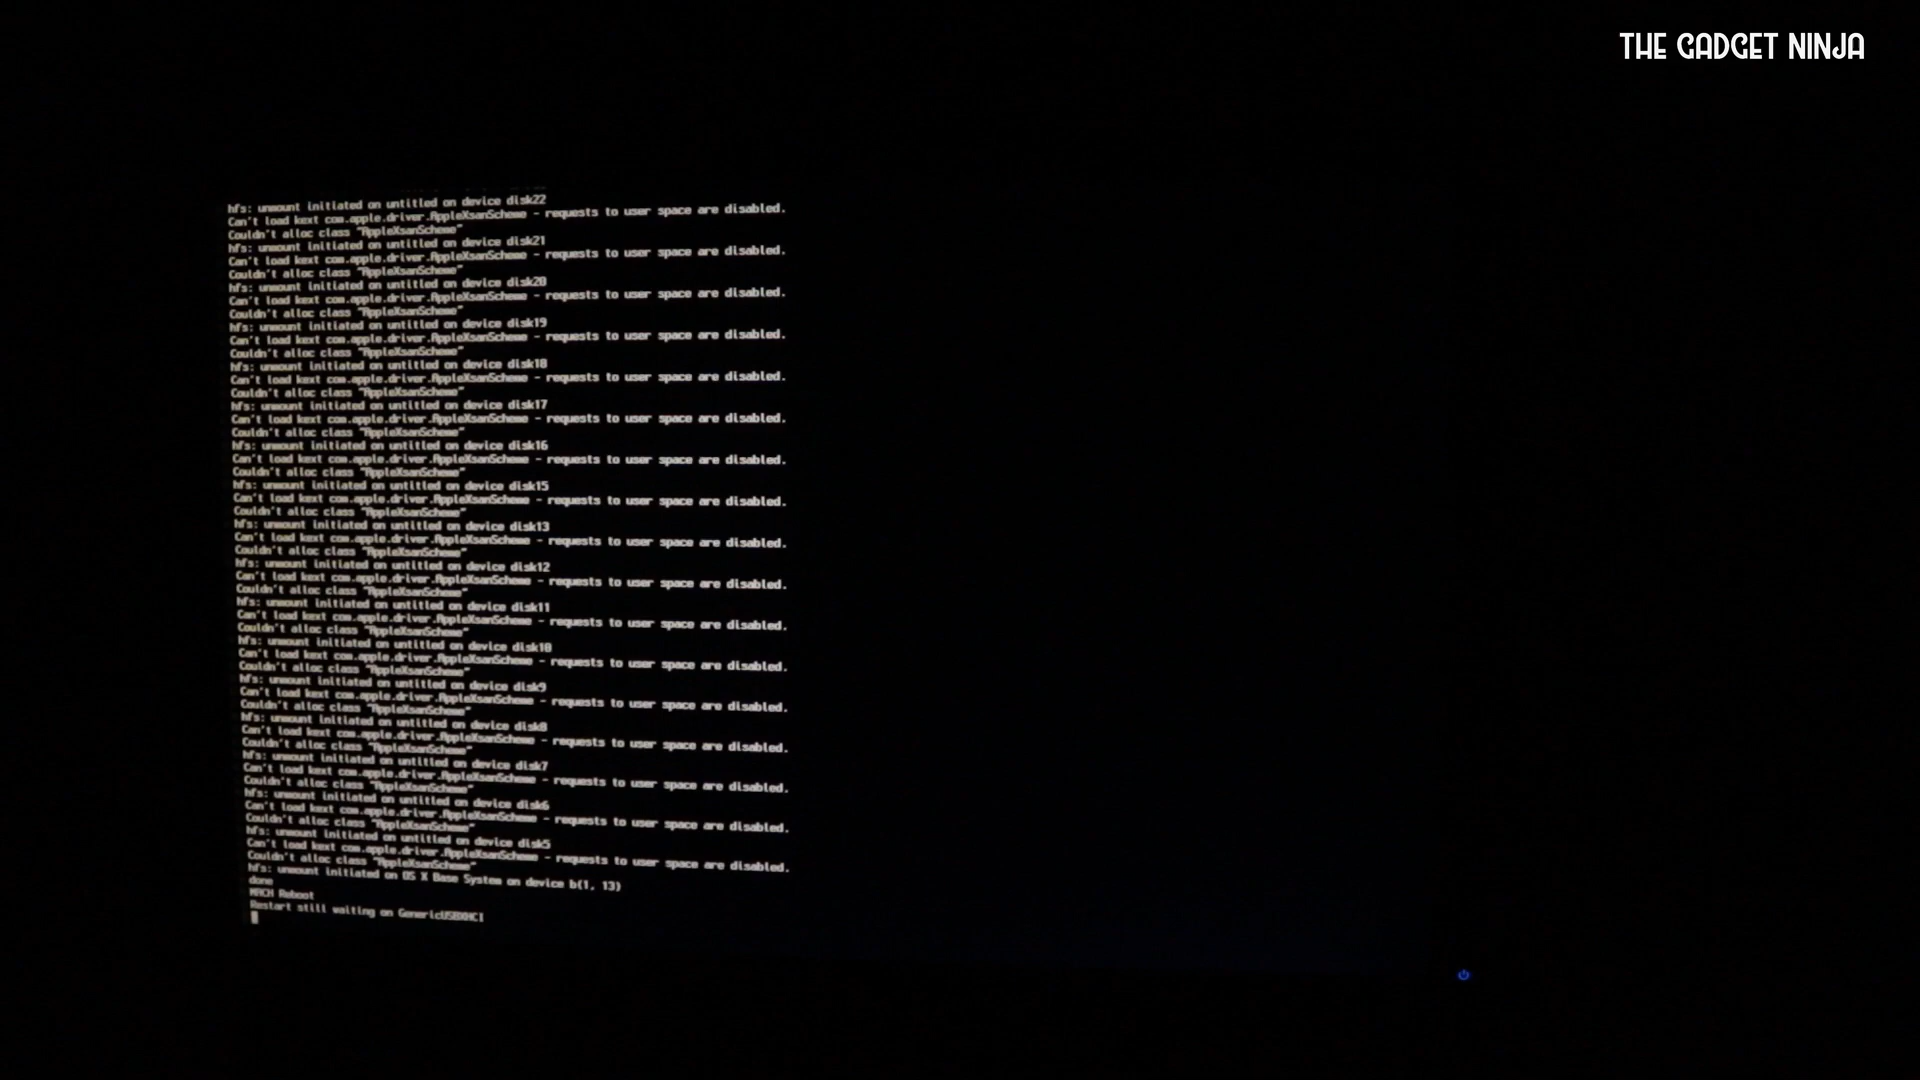 THE GADGET NINJA
hfs: unmount initiated on untitled on device disk22
Can't load kext com.apple.driver.AppleXsanScheme - requests to user space are disabled.
Couldn't alloc class "AppleXsanScheme"
hfs: unmount initiated on untitled on device disk21
Can't load kext com.apple.driver.AppleXsanScheme - requests to user space are disabled.
Couldn't alloc class "AppleXsanScheme"
hfs: unmount initiated on untitled on device disk20
Can't load kext com.apple.driver.AppleXsanScheme - requests to user space are disabled.
Couldn't alloc class "AppleXsanScheme"
hfs: unmount initiated on untitled on device disk19
Can't load kext com.apple.driver.AppleXsanScheme - requests to user space are disabled.
Couldn't alloc class "AppleXsanScheme"
hfs: unmount initiated on untitled on device disk18
Can't load kext com.apple.driver.AppleXsanScheme - requests to user space are disabled.
Couldn't alloc class "AppleXsanScheme"
hfs: unmount initiated on untitled on device disk17
Can't load kext com.apple.driver.AppleXsanScheme - requests to user space are disabled.
Couldn't alloc class "AppleXsanScheme"
hfs: unmount initiated on untitled on device disk16
Can't load kext com.apple.driver.AppleXsanScheme - requests to user space are disabled.
Couldn't alloc class "AppleXsanScheme"
hfs: unmount initiated on untitled on device disk15
Can't load kext com.apple.driver.AppleXsanScheme - requests to user space are disabled.
Couldn't alloc class "AppleXsanScheme"
hfs: unmount initiated on untitled on device disk13
Can't load kext com.apple.driver.AppleXsanScheme - requests to user space are disabled.
Couldn't alloc class "AppleXsanScheme"
hfs: unmount initiated on untitled on device disk12
Can't load kext com.apple.driver.AppleXsanScheme - requests to user space are disabled.
Couldn't alloc class "AppleXsanScheme"
hfs: unmount initiated on untitled on device disk11
Can't load kext com.apple.driver.AppleXsanScheme - requests to user space are disabled.
Couldn't alloc class "AppleXsanScheme"
hfs: unmount initiated on untitled on device disk10
Can't load kext com.apple.driver.AppleXsanScheme - requests to user space are disabled.
Couldn't alloc class "AppleXsanScheme"
hfs: unmount initiated on untitled on device disk9
Can't load kext com.apple.driver.AppleXsanScheme - requests to user space are disabled.
Couldn't alloc class "AppleXsanScheme"
hfs: unmount initiated on untitled on device disk8
Can't load kext com.apple.driver.AppleXsanScheme - requests to user space are disabled.
Couldn't alloc class "AppleXsanScheme"
hfs: unmount initiated on untitled on device disk7
Can't load kext com.apple.driver.AppleXsanScheme - requests to user space are disabled.
Couldn't alloc class "AppleXsanScheme"
hfs: unmount initiated on untitled on device disk6
Can't load kext com.apple.driver.AppleXsanScheme - requests to user space are disabled.
Couldn't alloc class "AppleXsanScheme"
hfs: unmount initiated on untitled on device disk5
Can't load kext com.apple.driver.AppleXsanScheme - requests to user space are disabled.
Couldn't alloc class "AppleXsanScheme"
hfs: unmount initiated on OS X Base System on device b(1, 13)
done
MACH Reboot
Restart still waiting on GenericUSBXHCI